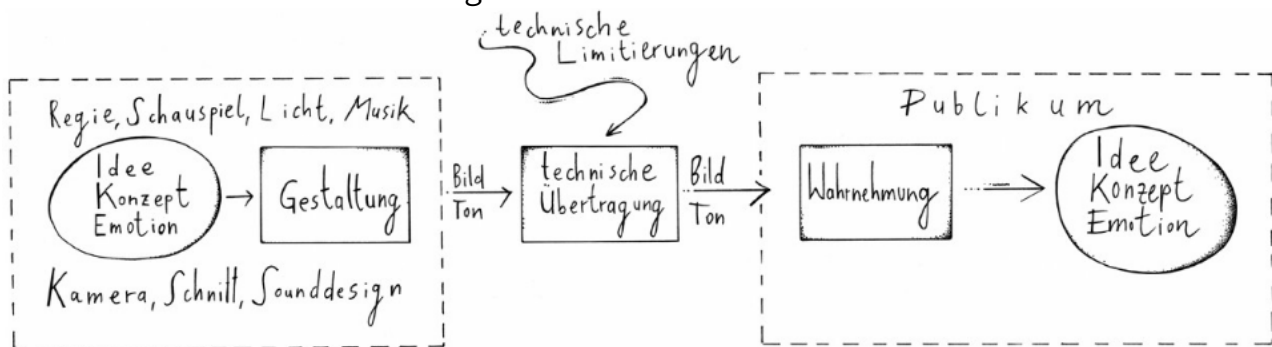 technische
Limitierungen
Regie, Schauspiel, Licht, Musik
Idee
Konzept
Emotion
Gestaltung
Kamera, Schnitt, Sounddesign
Bild
Ton
technische
Übertragung
Bild
Ton
Publikum
Wahrnehmung
Idee
Konzept
Emotion